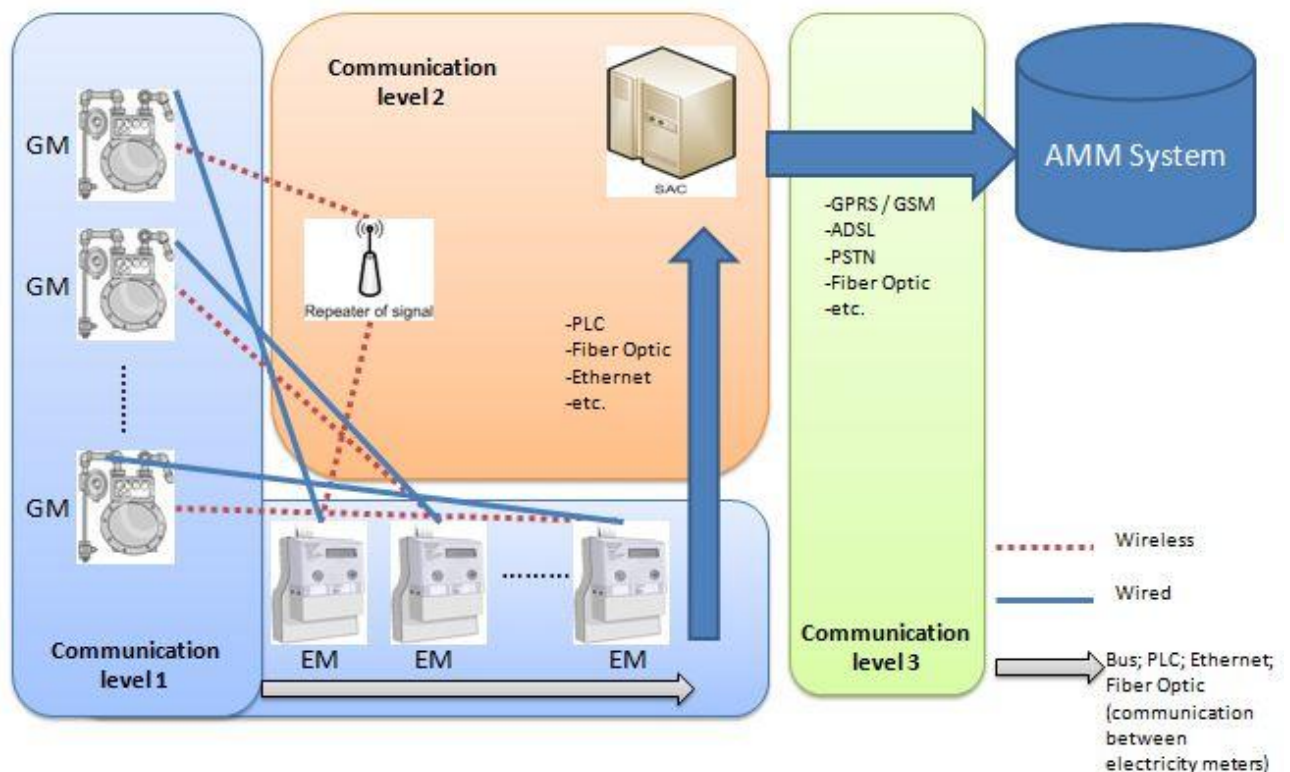 Communication
level 2
GM
GM
GM
Repeater of signal
SAC
-PLC
-Fiber Optic
-Ethernet
-etc.
-GPRS / GSM
-ADSL
-PSTN
-Fiber Optic
-etc.
AMM System
Communication
level 1
EM
EM
EM
Communication
level 3
Wireless
Wired
Bus; PLC; Ethernet;
Fiber Optic
(communication
between
electricity meters)